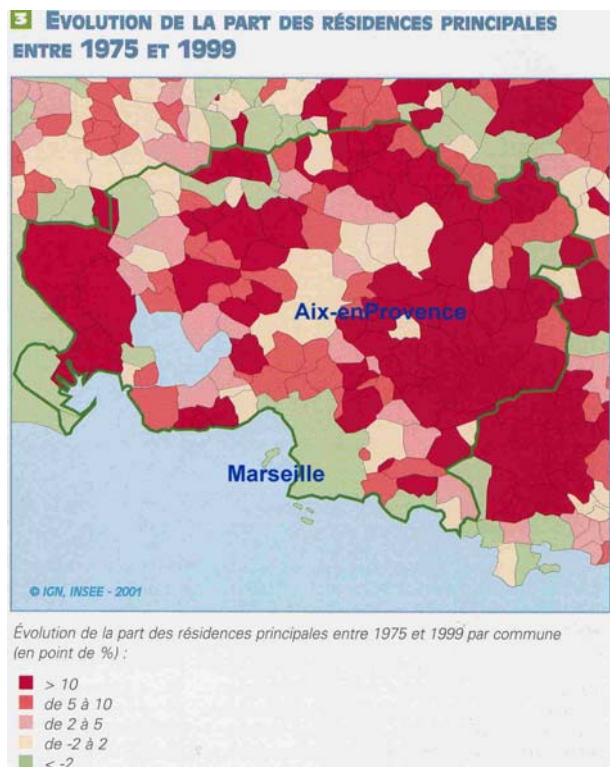 3 EVOLUTION DE LA PART DES RÉSIDENCES PRINCIPALES
ENTRE 1975 ET 1999
Aix-enProvence
Marseille
© IGN, INSEE - 2001
Évolution de la part des résidences principales entre 1975 et 1999 par commune
(en point de %) :
> 10
de 5 à 10
de 2 à 5
de -2 à 2
< -2